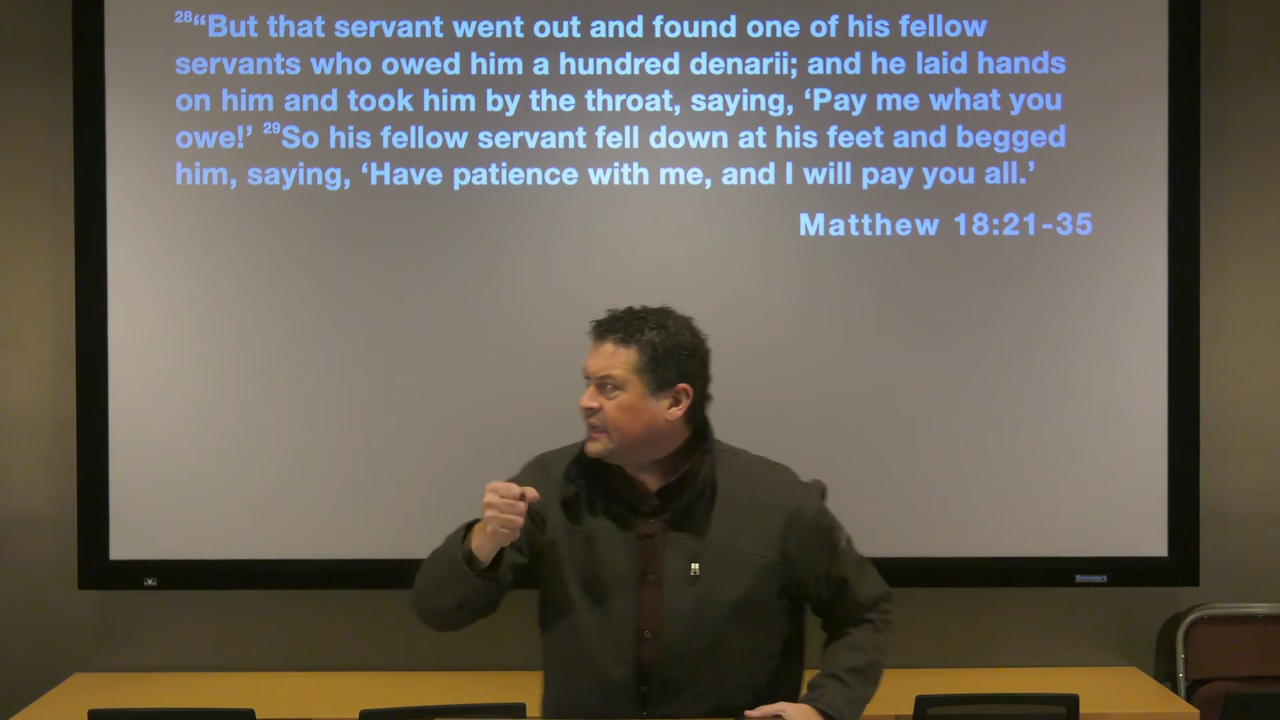 28“But that servant went out and found one of his fellow
servants who owed him a hundred denarii; and he laid hands
on him and took him by the throat, saying, ‘Pay me what you
owe!’ 29So his fellow servant fell down at his feet and begged
him, saying, ‘Have patience with me, and I will pay you all.’
Matthew 18:21-35
Stewart